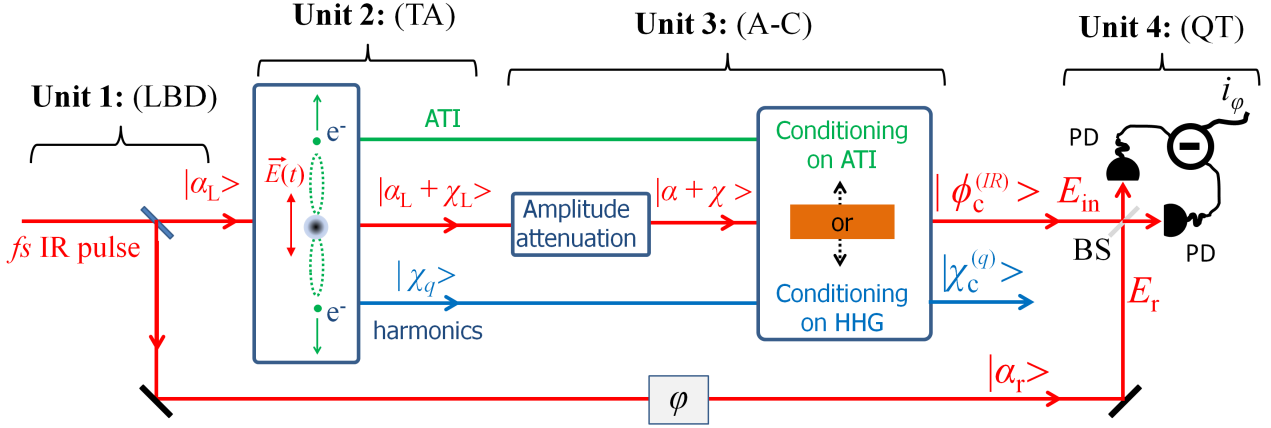 Unit 1: (LBD)
Unit 2: (TA)
Unit 3: (A-C)
Unit 4: (QT)
fs IR pulse
|α_L>
E⃗(t)
e⁻
e⁻
ATI
|α_L + χ_L>
|χ_q>
harmonics
Amplitude
attenuation
|α + χ >
Conditioning
on ATI
or
Conditioning
on HHG
| ϕ_c^(IR) >
|χ_c^(q) >
E_in
BS
E_r
PD
PD
i_φ
|α_r>
φ